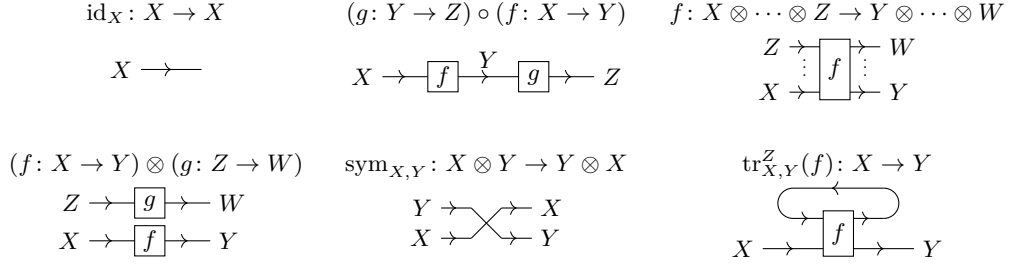 id_X : X → X
(g : Y → Z) ∘ (f : X → Y)
f : X ⊗ ⋯ ⊗ Z → Y ⊗ ⋯ ⊗ W
X
X f Y g Z
Z W
⋮ f ⋮
X Y
(f : X → Y) ⊗ (g : Z → W)
sym_{X,Y} : X ⊗ Y → Y ⊗ X
tr^Z_{X,Y}(f) : X → Y
Z g W
X f Y
Y X
X Y
f
X Y